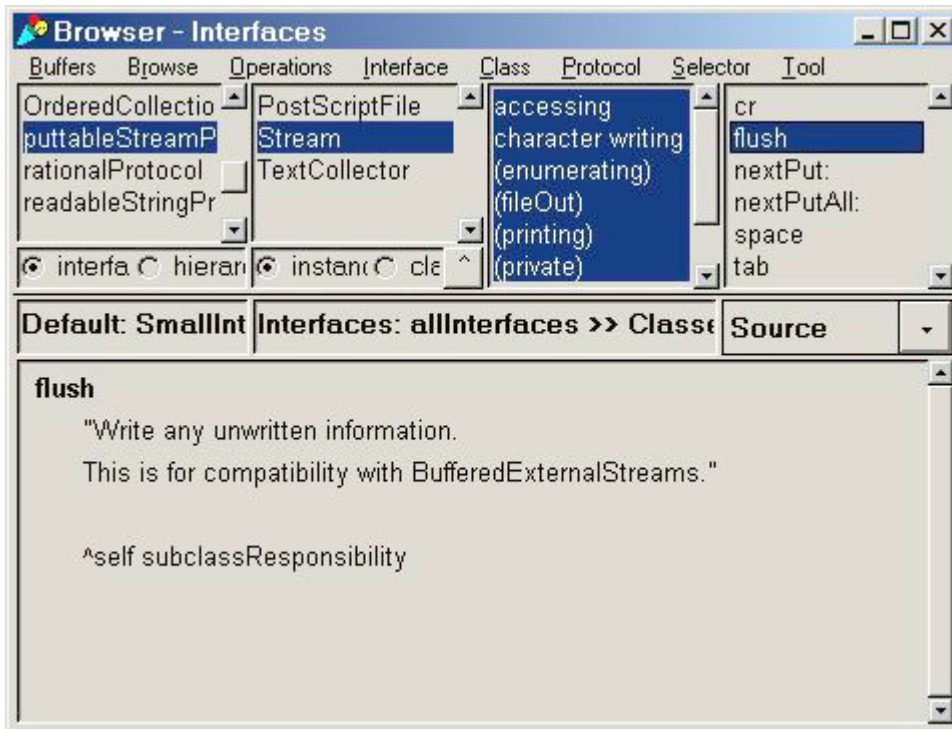 Browser - Interfaces
Buffers Browse Operations Interface Class Protocol Selector Tool
OrderedCollectio
puttableStreamP
rationalProtocol
readableStringPr
PostScriptFile
Stream
TextCollector
accessing
character writing
(enumerating)
(fileOut)
(printing)
(private)
cr
flush
nextPut:
nextPutAll:
space
tab
interfa hierar instanc cla ^
Default: SmallInt Interfaces: allInterfaces >> Classe Source
flush
"Write any unwritten information.
This is for compatibility with BufferedExternalStreams."
^self subclassResponsibility